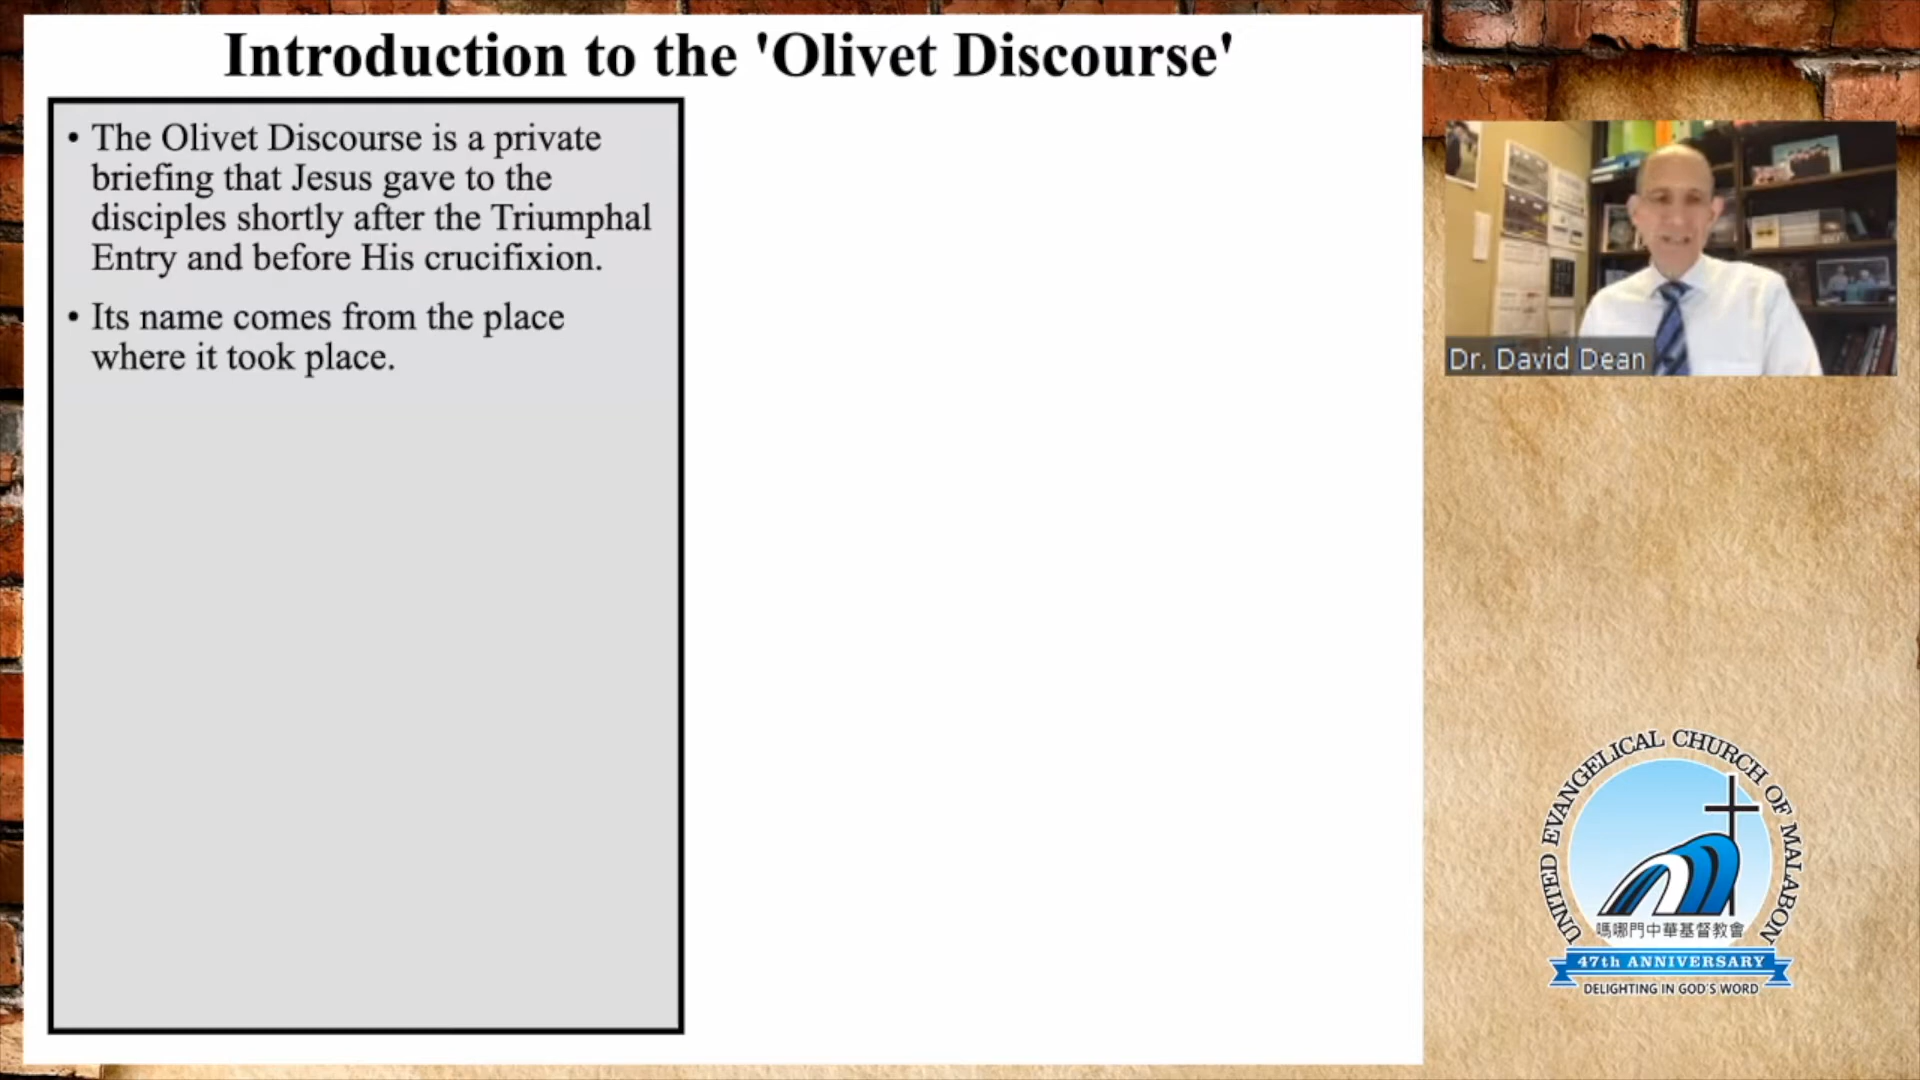 Introduction to the 'Olivet Discourse'
• The Olivet Discourse is a private
briefing that Jesus gave to the
disciples shortly after the Triumphal
Entry and before His crucifixion.
• Its name comes from the place
where it took place.
Dr. David Dean
UNITED EVANGELICAL CHURCH OF MALABON
嗎哪門中華基督教會
47th ANNIVERSARY
DELIGHTING IN GOD'S WORD